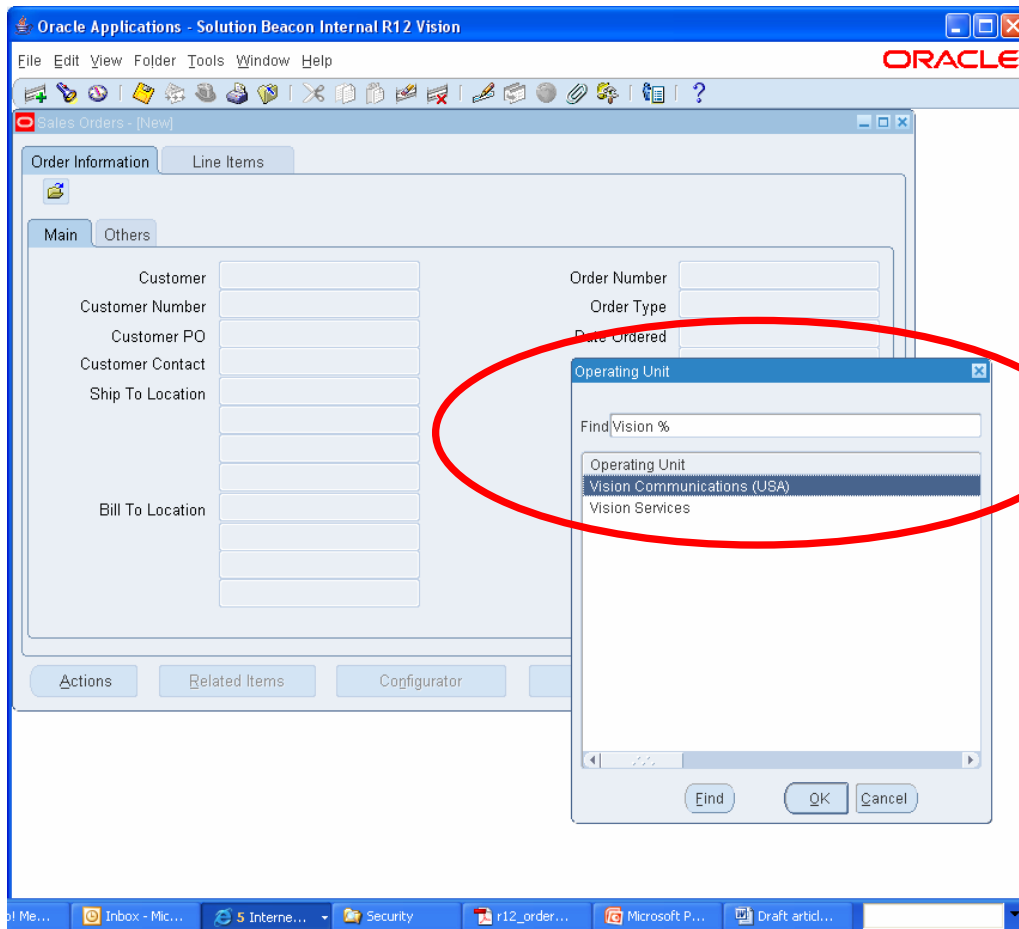 Oracle Applications - Solution Beacon Internal R12 Vision
File Edit View Folder Tools Window Help
ORACLE
Sales Orders - [New]
Order Information Line Items
Main Others
Customer
Order Number
Customer Number
Order Type
Customer PO
Date Ordered
Customer Contact
Ship To Location
Bill To Location
Operating Unit
Find Vision %
Operating Unit
Vision Communications (USA)
Vision Services
Actions Related Items Configurator
Find OK Cancel
o! Me... Inbox - Mic... 5 Interne... Security r12_order... Microsoft P... Draft articl...